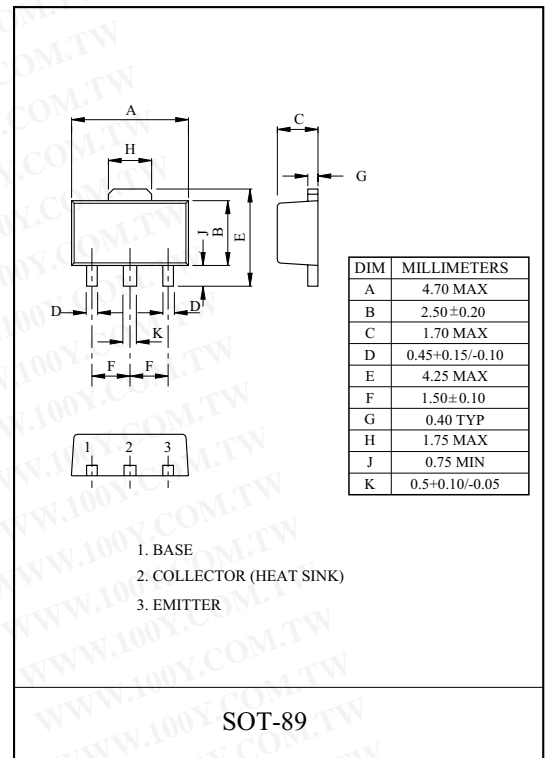 A
H
C
G
J
B
E
D
D
K
F
F
DIM MILLIMETERS
A 4.70 MAX
B 2.50±0.20
C 1.70 MAX
D 0.45+0.15/-0.10
E 4.25 MAX
F 1.50±0.10
G 0.40 TYP
H 1.75 MAX
J 0.75 MIN
K 0.5+0.10/-0.05
1 2 3
1. BASE
2. COLLECTOR (HEAT SINK)
3. EMITTER
SOT-89
WWW.100Y.COM.TW